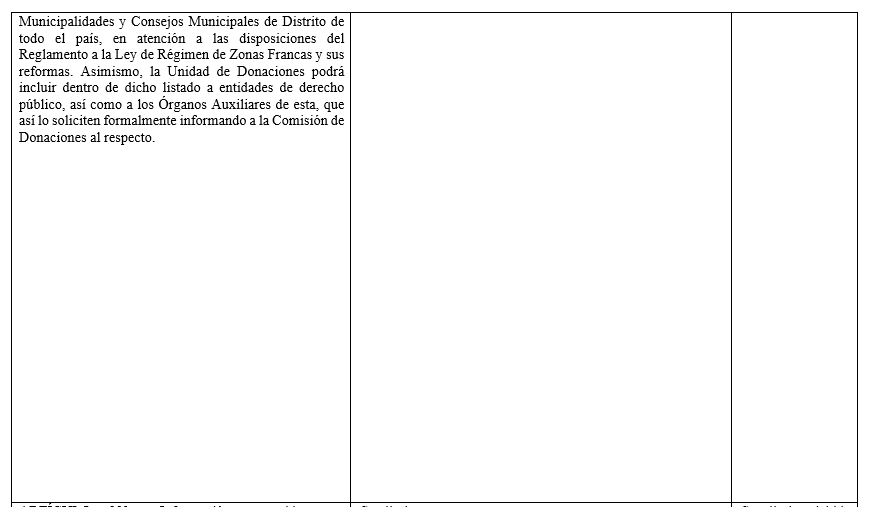 Municipalidades y Consejos Municipales de Distrito de
todo el país, en atención a las disposiciones del
Reglamento a la Ley de Régimen de Zonas Francas y sus
reformas. Asimismo, la Unidad de Donaciones podrá
incluir dentro de dicho listado a entidades de derecho
público, así como a los Órganos Auxiliares de esta, que
así lo soliciten formalmente informando a la Comisión de
Donaciones al respecto.